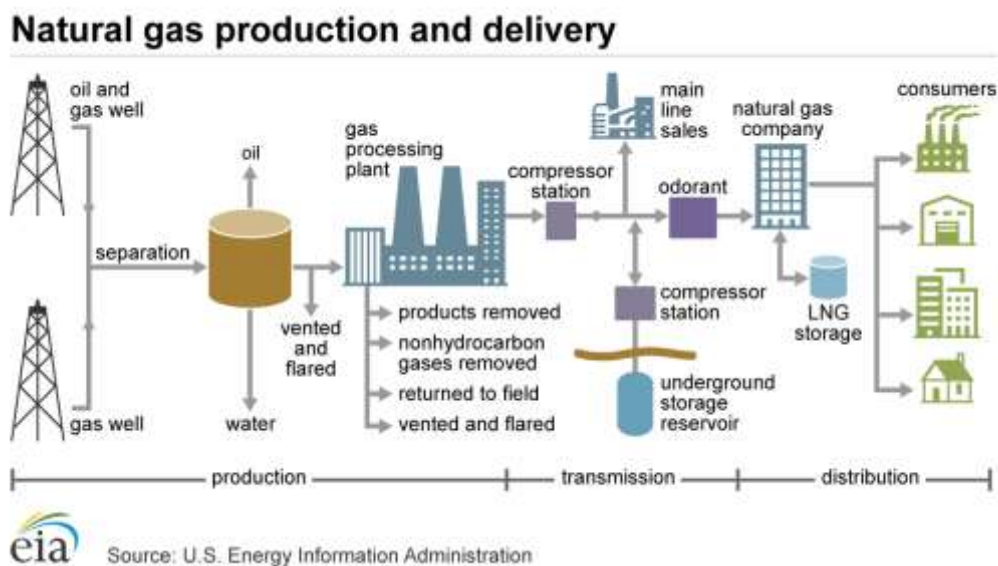 Natural gas production and delivery
oil and
gas well
oil
separation
gas well
water
vented
and
flared
gas
processing
plant
products removed
nonhydrocarbon
gases removed
returned to field
vented and flared
compressor
station
main
line
sales
odorant
compressor
station
underground
storage
reservoir
natural gas
company
LNG
storage
consumers
production
transmission
distribution
eia
Source: U.S. Energy Information Administration